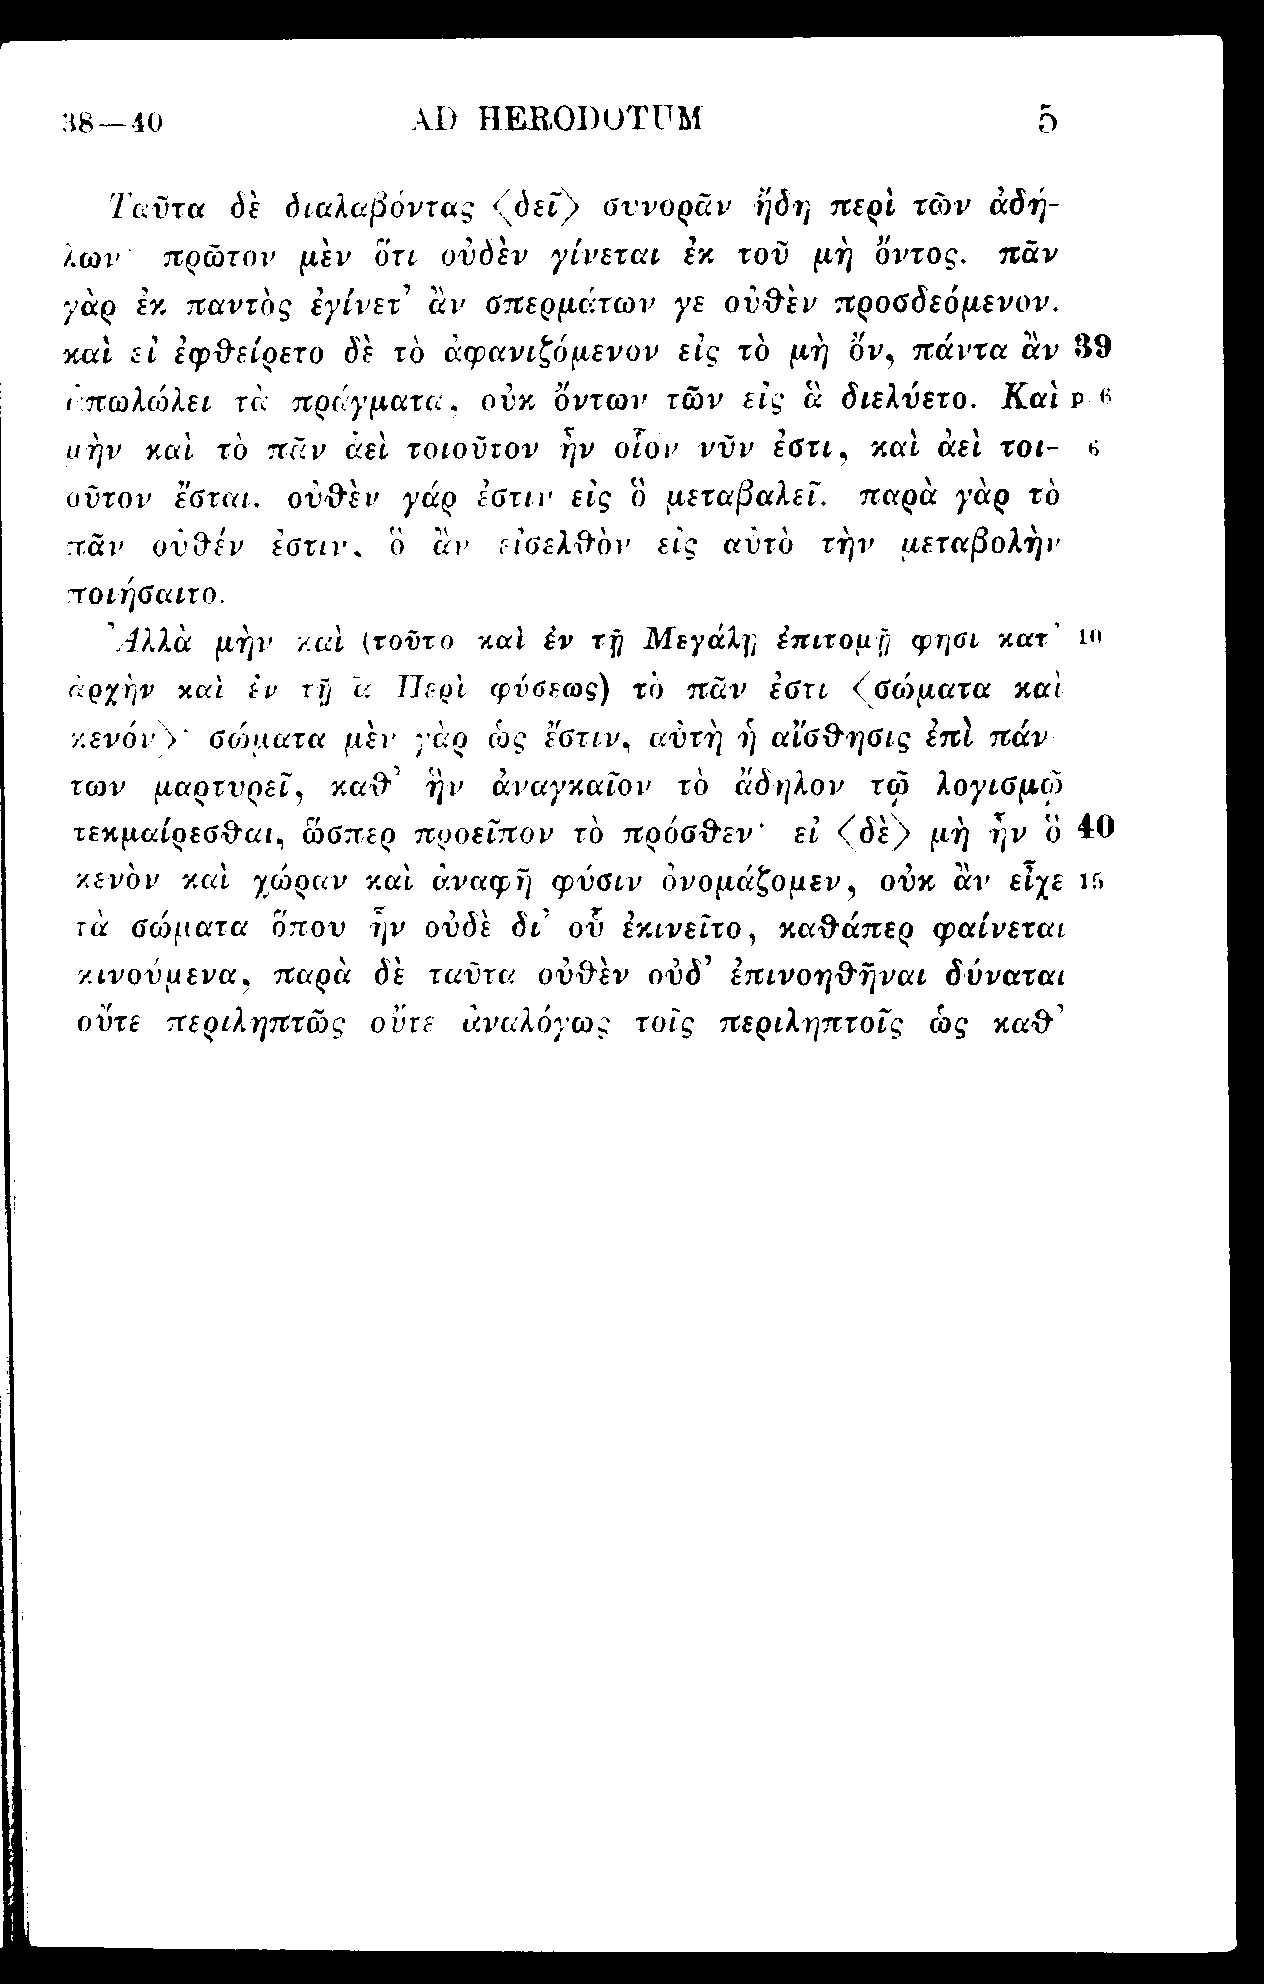 38—40 AD HERODOTUM 5
Ταῦτα δὲ διαλαβόντας <δεῖ> συνορᾶν ἤδη περὶ τῶν ἀδή-
λων· πρῶτον μὲν ὅτι οὐδὲν γίνεται ἐκ τοῦ μὴ ὄντος. πᾶν
γὰρ ἐκ παντὸς ἐγίνετ' ἂν σπερμάτων γε οὐθὲν προσδεόμενον.
καὶ εἰ ἐφθείρετο δὲ τὸ ἀφανιζόμενον εἰς τὸ μὴ ὄν, πάντα ἂν 39
ἀπωλώλει τὰ πράγματα, οὐκ ὄντων τῶν εἰς ἃ διελύετο. Καὶ p 6
μὴν καὶ τὸ πᾶν ἀεὶ τοιοῦτον ἦν οἷον νῦν ἐστι, καὶ ἀεὶ τοι- 6
οῦτον ἔσται. οὐθὲν γάρ ἐστιν εἰς ὃ μεταβαλεῖ. παρὰ γὰρ τὸ
πᾶν οὐθέν ἐστιν, ὃ ἂν εἰσελθὸν εἰς αὐτὸ τὴν μεταβολὴν
ποιήσαιτο.
Ἀλλὰ μὴν καὶ (τοῦτο καὶ ἐν τῇ Μεγάλῃ ἐπιτομῇ φησι κατ' 10
ἀρχὴν καὶ ἐν τῇ α Περὶ φύσεως) τὸ πᾶν ἐστι <σώματα καὶ
κενόν>· σώματα μὲν γὰρ ὡς ἔστιν, αὐτὴ ἡ αἴσθησις ἐπὶ πάν
των μαρτυρεῖ, καθ' ἣν ἀναγκαῖον τὸ ἄδηλον τῷ λογισμῷ
τεκμαίρεσθαι, ὥσπερ προεῖπον τὸ πρόσθεν· εἰ <δὲ> μὴ ἦν ὃ 40
κενὸν καὶ χώραν καὶ ἀναφῆ φύσιν ὀνομάζομεν, οὐκ ἂν εἶχε 15
τὰ σώματα ὅπου ἦν οὐδὲ δι' οὗ ἐκινεῖτο, καθάπερ φαίνεται
κινούμενα, παρὰ δὲ ταῦτα οὐθὲν οὐδ' ἐπινοηθῆναι δύναται
οὔτε περιληπτῶς οὔτε ἀναλόγως τοῖς περιληπτοῖς ὡς καθ'